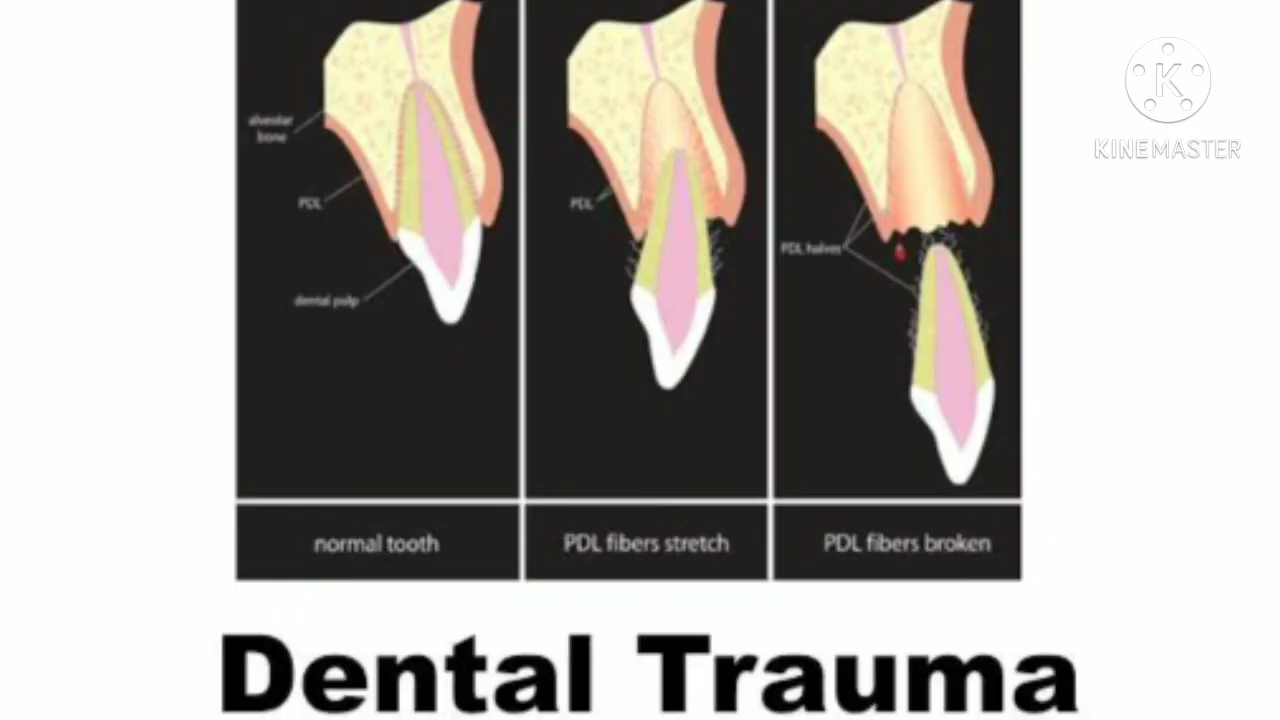 KINEMASTER
alveolar
bone
PDL
dental pulp
PDL
PDL halves
normal tooth
PDL fibers stretch
PDL fibers broken
Dental Trauma